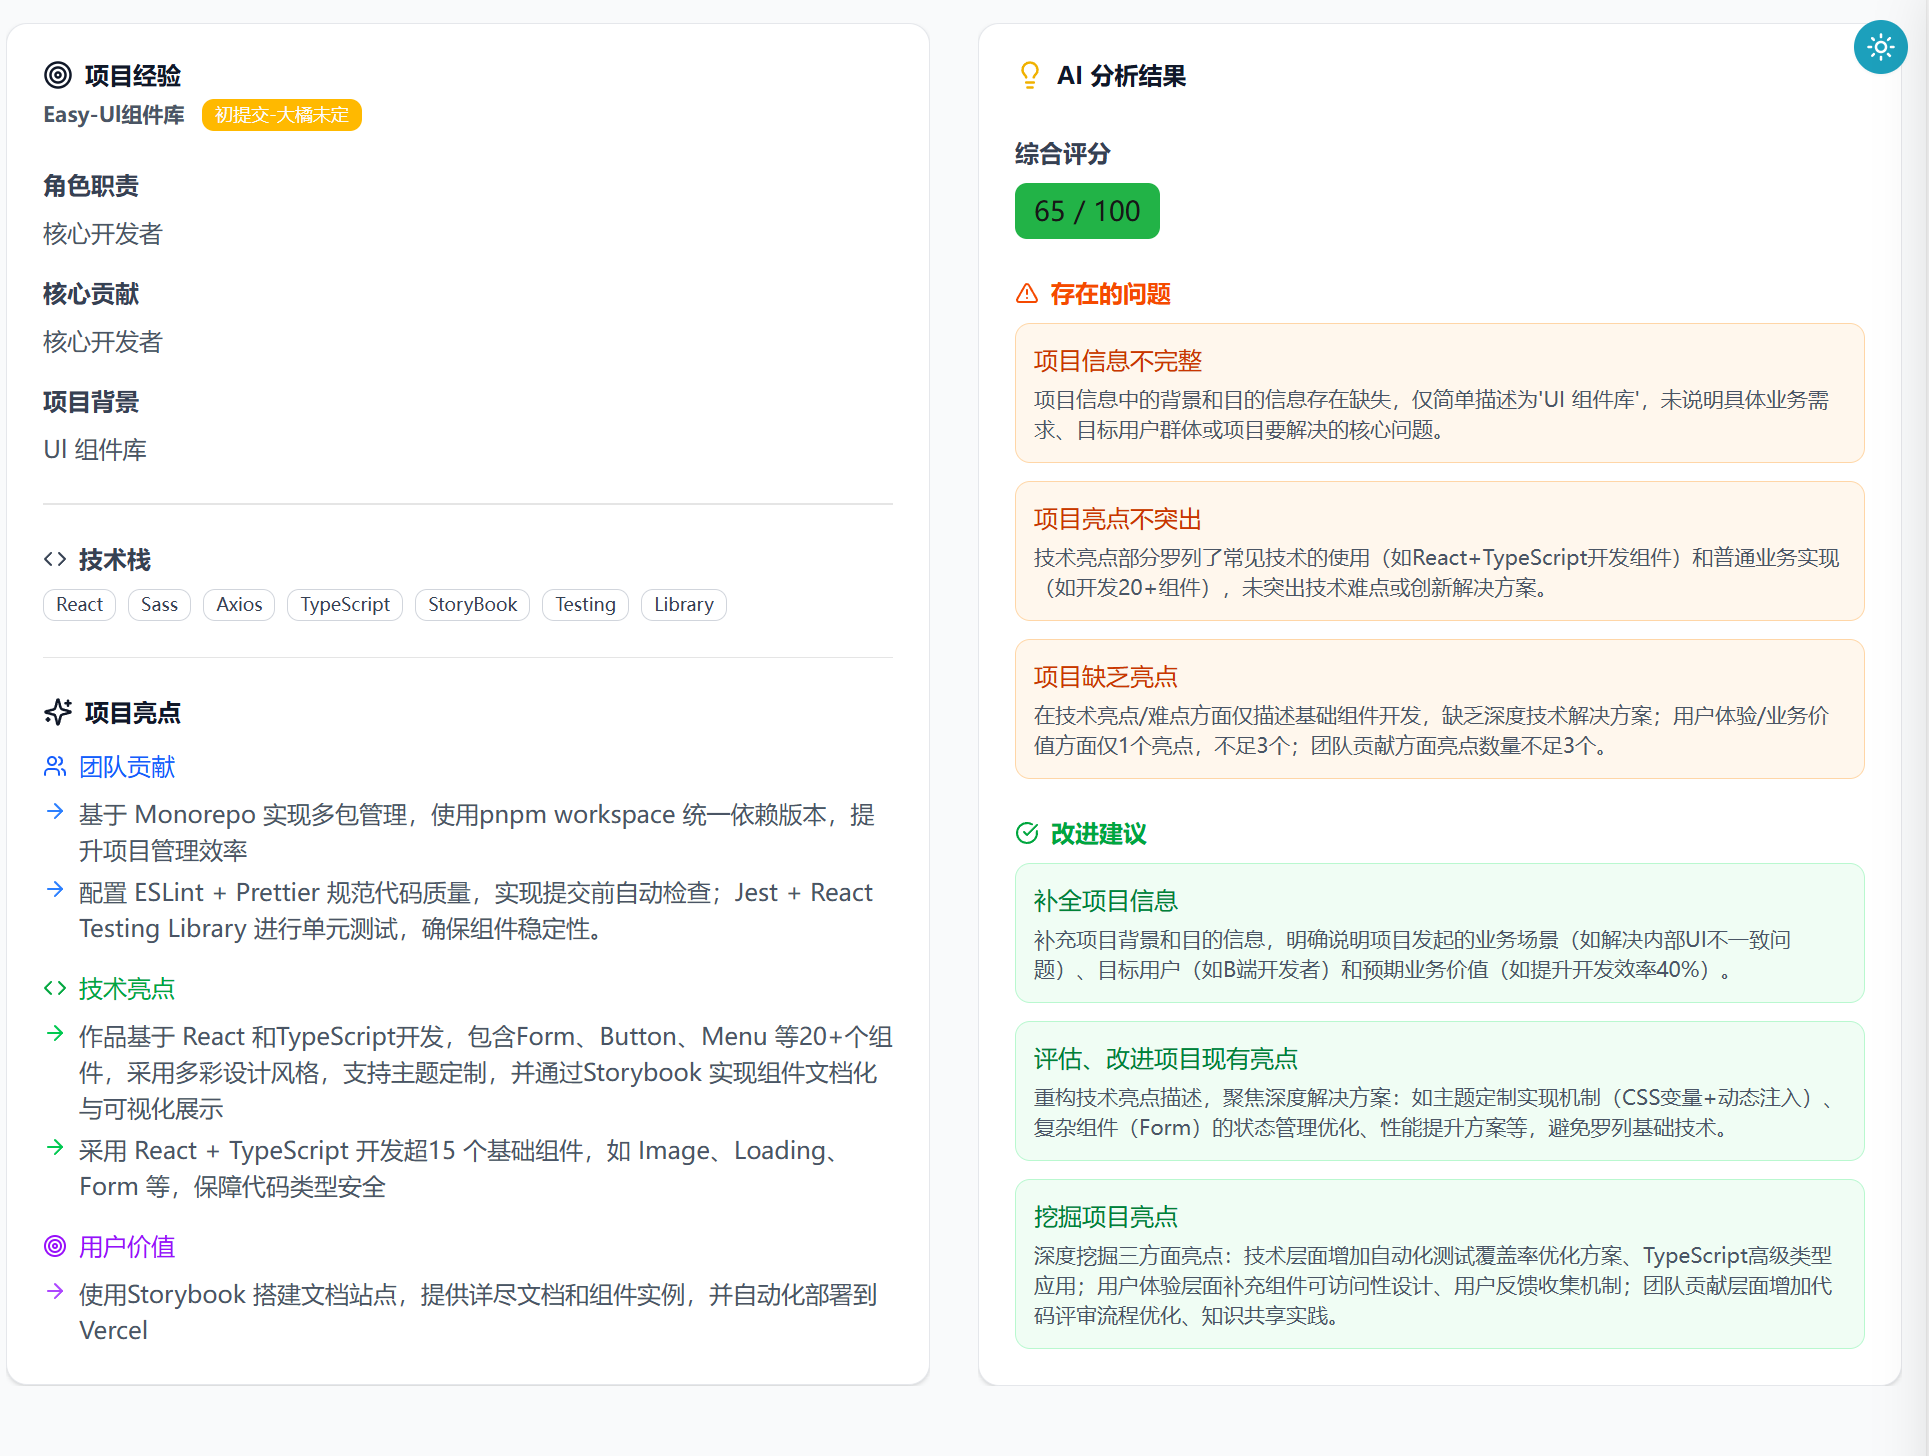 项目经验
Easy-UI组件库 初提交-大橘未定
角色职责
核心开发者
核心贡献
核心开发者
项目背景
UI 组件库
技术栈
React Sass Axios TypeScript StoryBook Testing Library
项目亮点
团队贡献
基于 Monorepo 实现多包管理，使用pnpm workspace 统一依赖版本，提
升项目管理效率
配置 ESLint + Prettier 规范代码质量，实现提交前自动检查；Jest + React
Testing Library 进行单元测试，确保组件稳定性。
技术亮点
作品基于 React 和TypeScript开发，包含Form、Button、Menu 等20+个组
件，采用多彩设计风格，支持主题定制，并通过Storybook 实现组件文档化
与可视化展示
采用 React + TypeScript 开发超15 个基础组件，如 Image、Loading、
Form 等，保障代码类型安全
用户价值
使用Storybook 搭建文档站点，提供详尽文档和组件实例，并自动化部署到
Vercel
AI 分析结果
综合评分
65 / 100
存在的问题
项目信息不完整
项目信息中的背景和目的信息存在缺失，仅简单描述为'UI 组件库'，未说明具体业务需
求、目标用户群体或项目要解决的核心问题。
项目亮点不突出
技术亮点部分罗列了常见技术的使用（如React+TypeScript开发组件）和普通业务实现
（如开发20+组件），未突出技术难点或创新解决方案。
项目缺乏亮点
在技术亮点/难点方面仅描述基础组件开发，缺乏深度技术解决方案；用户体验/业务价
值方面仅1个亮点，不足3个；团队贡献方面亮点数量不足3个。
改进建议
补全项目信息
补充项目背景和目的信息，明确说明项目发起的业务场景（如解决内部UI不一致问
题）、目标用户（如B端开发者）和预期业务价值（如提升开发效率40%）。
评估、改进项目现有亮点
重构技术亮点描述，聚焦深度解决方案：如主题定制实现机制（CSS变量+动态注入）、
复杂组件（Form）的状态管理优化、性能提升方案等，避免罗列基础技术。
挖掘项目亮点
深度挖掘三方面亮点：技术层面增加自动化测试覆盖率优化方案、TypeScript高级类型
应用；用户体验层面补充组件可访问性设计、用户反馈收集机制；团队贡献层面增加代
码评审流程优化、知识共享实践。